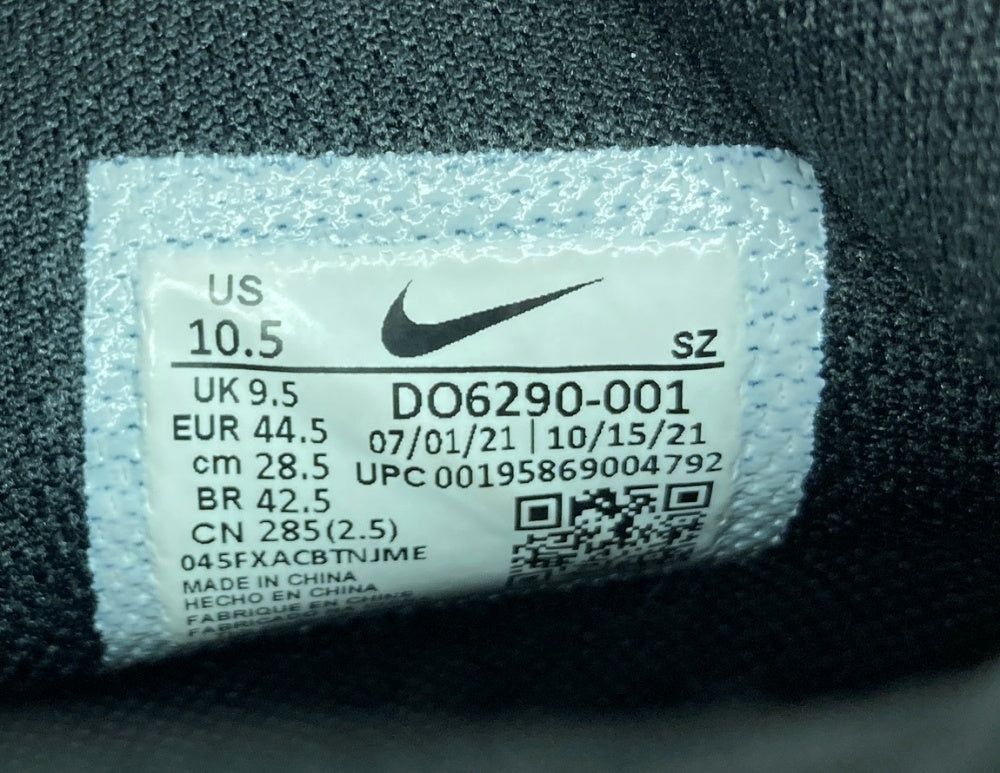 US
10.5
SZ
UK 9.5
EUR 44.5
cm 28.5
BR 42.5
CN 285(2.5)
DO6290-001
07/01/21 | 10/15/21
UPC 00195869004792
045FXACBTNJME
MADE IN CHINA
HECHO EN CHINA
FABRIQUE EN CHINE